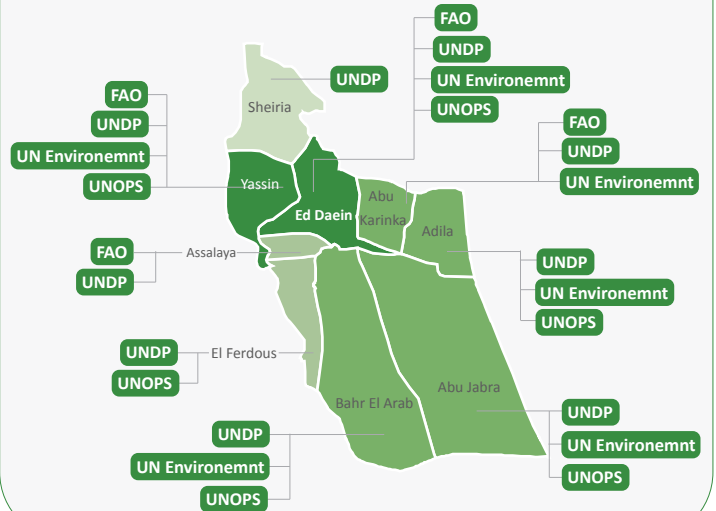 FAO
UNDP
UN Environemnt
UNOPS
UNDP
Sheiria
FAO
UNDP
UN Environemnt
UNOPS
FAO
UNDP
UN Environemnt
Yassin
Ed Daein
Abu
Karinka
Adila
FAO
UNDP
Assalaya
UNDP
UN Environemnt
UNOPS
UNDP
UNOPS
El Ferdous
Bahr El Arab
Abu Jabra
UNDP
UN Environemnt
UNOPS
UNDP
UN Environemnt
UNOPS